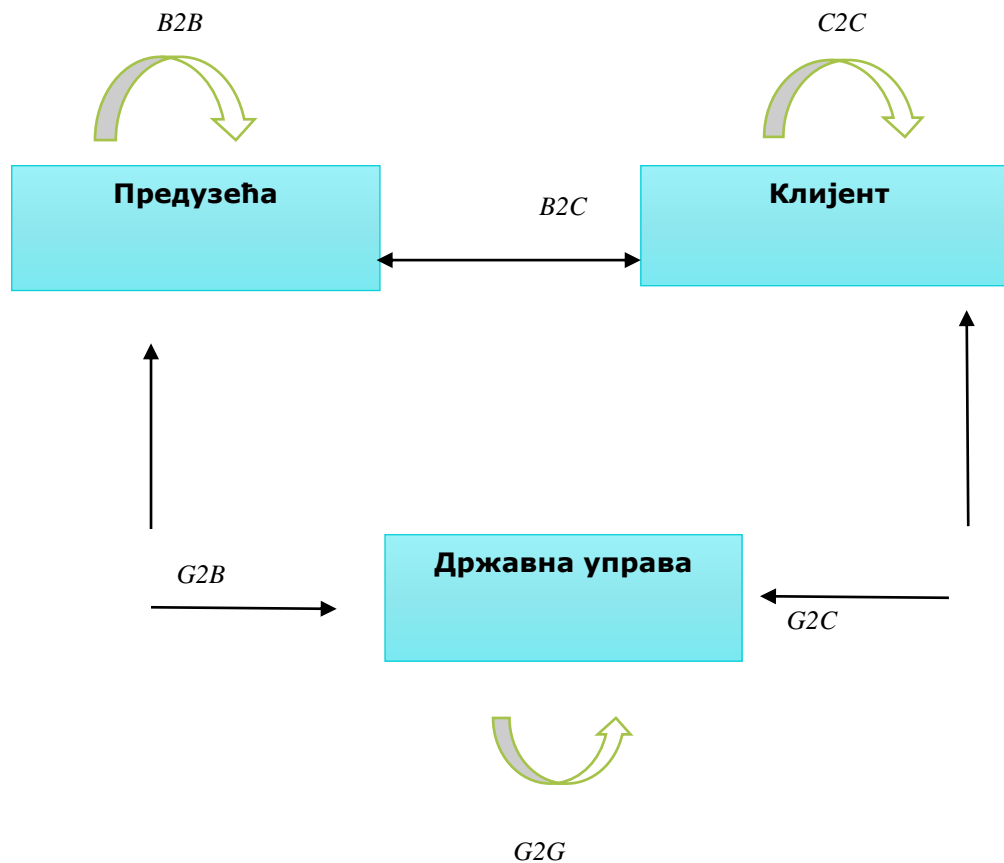 B2B
C2C
Предузећа
Клијент
B2C
Државна управа
G2B
G2C
G2G